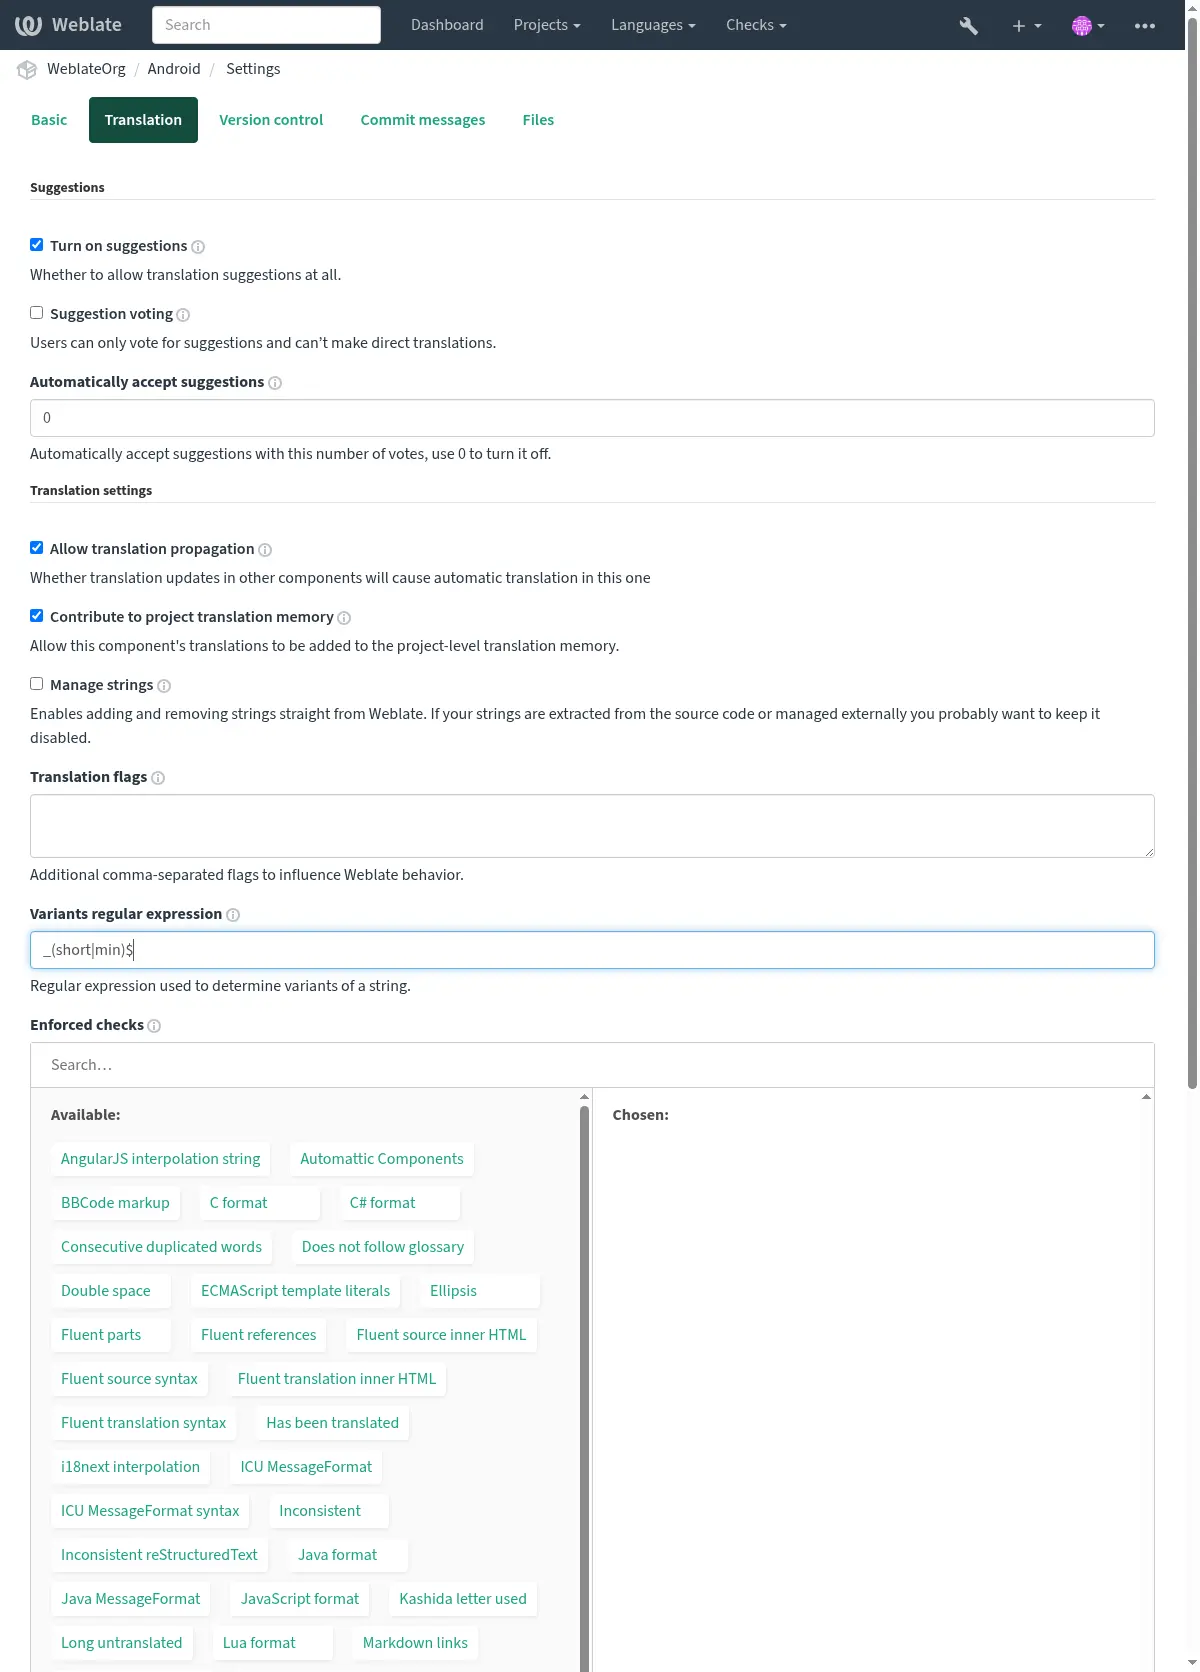 Weblate
Search
Dashboard
Projects
Languages
Checks
WeblateOrg / Android / Settings
Basic
Translation
Version control
Commit messages
Files
Suggestions
Turn on suggestions
Whether to allow translation suggestions at all.
Suggestion voting
Users can only vote for suggestions and can’t make direct translations.
Automatically accept suggestions
0
Automatically accept suggestions with this number of votes, use 0 to turn it off.
Translation settings
Allow translation propagation
Whether translation updates in other components will cause automatic translation in this one
Contribute to project translation memory
Allow this component's translations to be added to the project-level translation memory.
Manage strings
Enables adding and removing strings straight from Weblate. If your strings are extracted from the source code or managed externally you probably want to keep it
disabled.
Translation flags
Additional comma-separated flags to influence Weblate behavior.
Variants regular expression
_(short|min)$
Regular expression used to determine variants of a string.
Enforced checks
Search…
Available:
AngularJS interpolation string
Automattic Components
BBCode markup
C format
C# format
Consecutive duplicated words
Does not follow glossary
Double space
ECMAScript template literals
Ellipsis
Fluent parts
Fluent references
Fluent source inner HTML
Fluent source syntax
Fluent translation inner HTML
Fluent translation syntax
Has been translated
i18next interpolation
ICU MessageFormat
ICU MessageFormat syntax
Inconsistent
Inconsistent reStructuredText
Java format
Java MessageFormat
JavaScript format
Kashida letter used
Long untranslated
Lua format
Markdown links
Chosen: